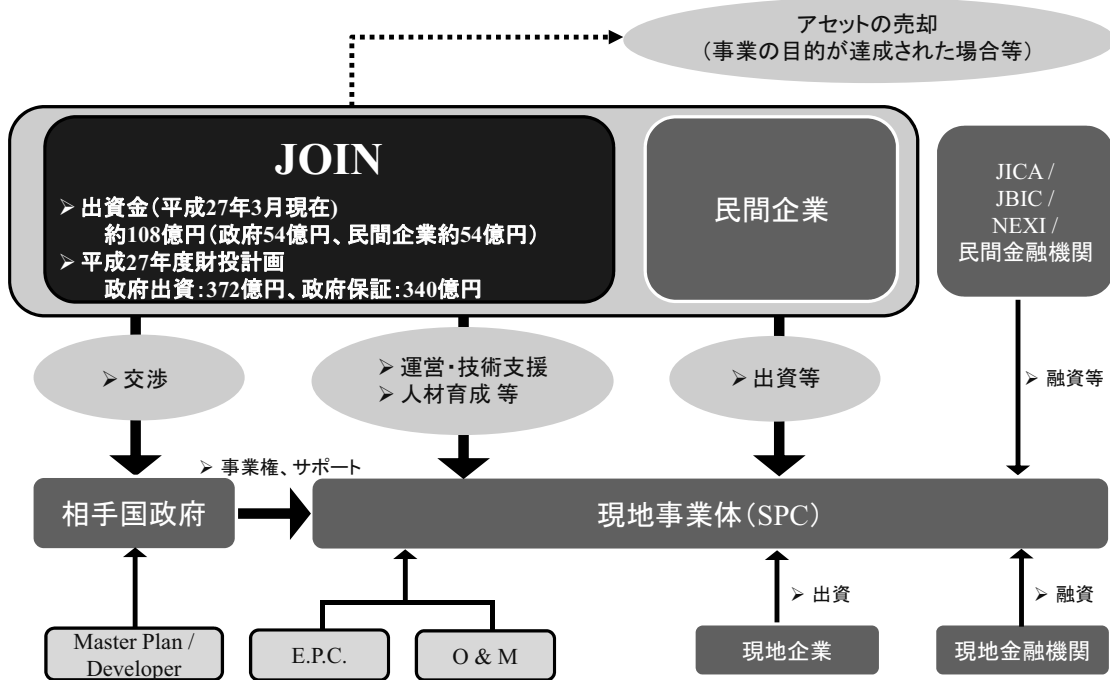 アセットの売却
（事業の目的が達成された場合等）
JOIN
➢ 出資金（平成27年3月現在）
約108億円（政府54億円、民間企業約54億円）
➢ 平成27年度財投計画
政府出資：372億円、政府保証：340億円
民間企業
JICA /
JBIC /
NEXI /
民間金融機関
➢ 交渉
➢ 運営・技術支援
➢ 人材育成 等
➢ 出資等
➢ 融資等
➢ 事業権、サポート
相手国政府
現地事業体（SPC）
➢ 出資
➢ 融資
Master Plan /
Developer
E.P.C.
O & M
現地企業
現地金融機関